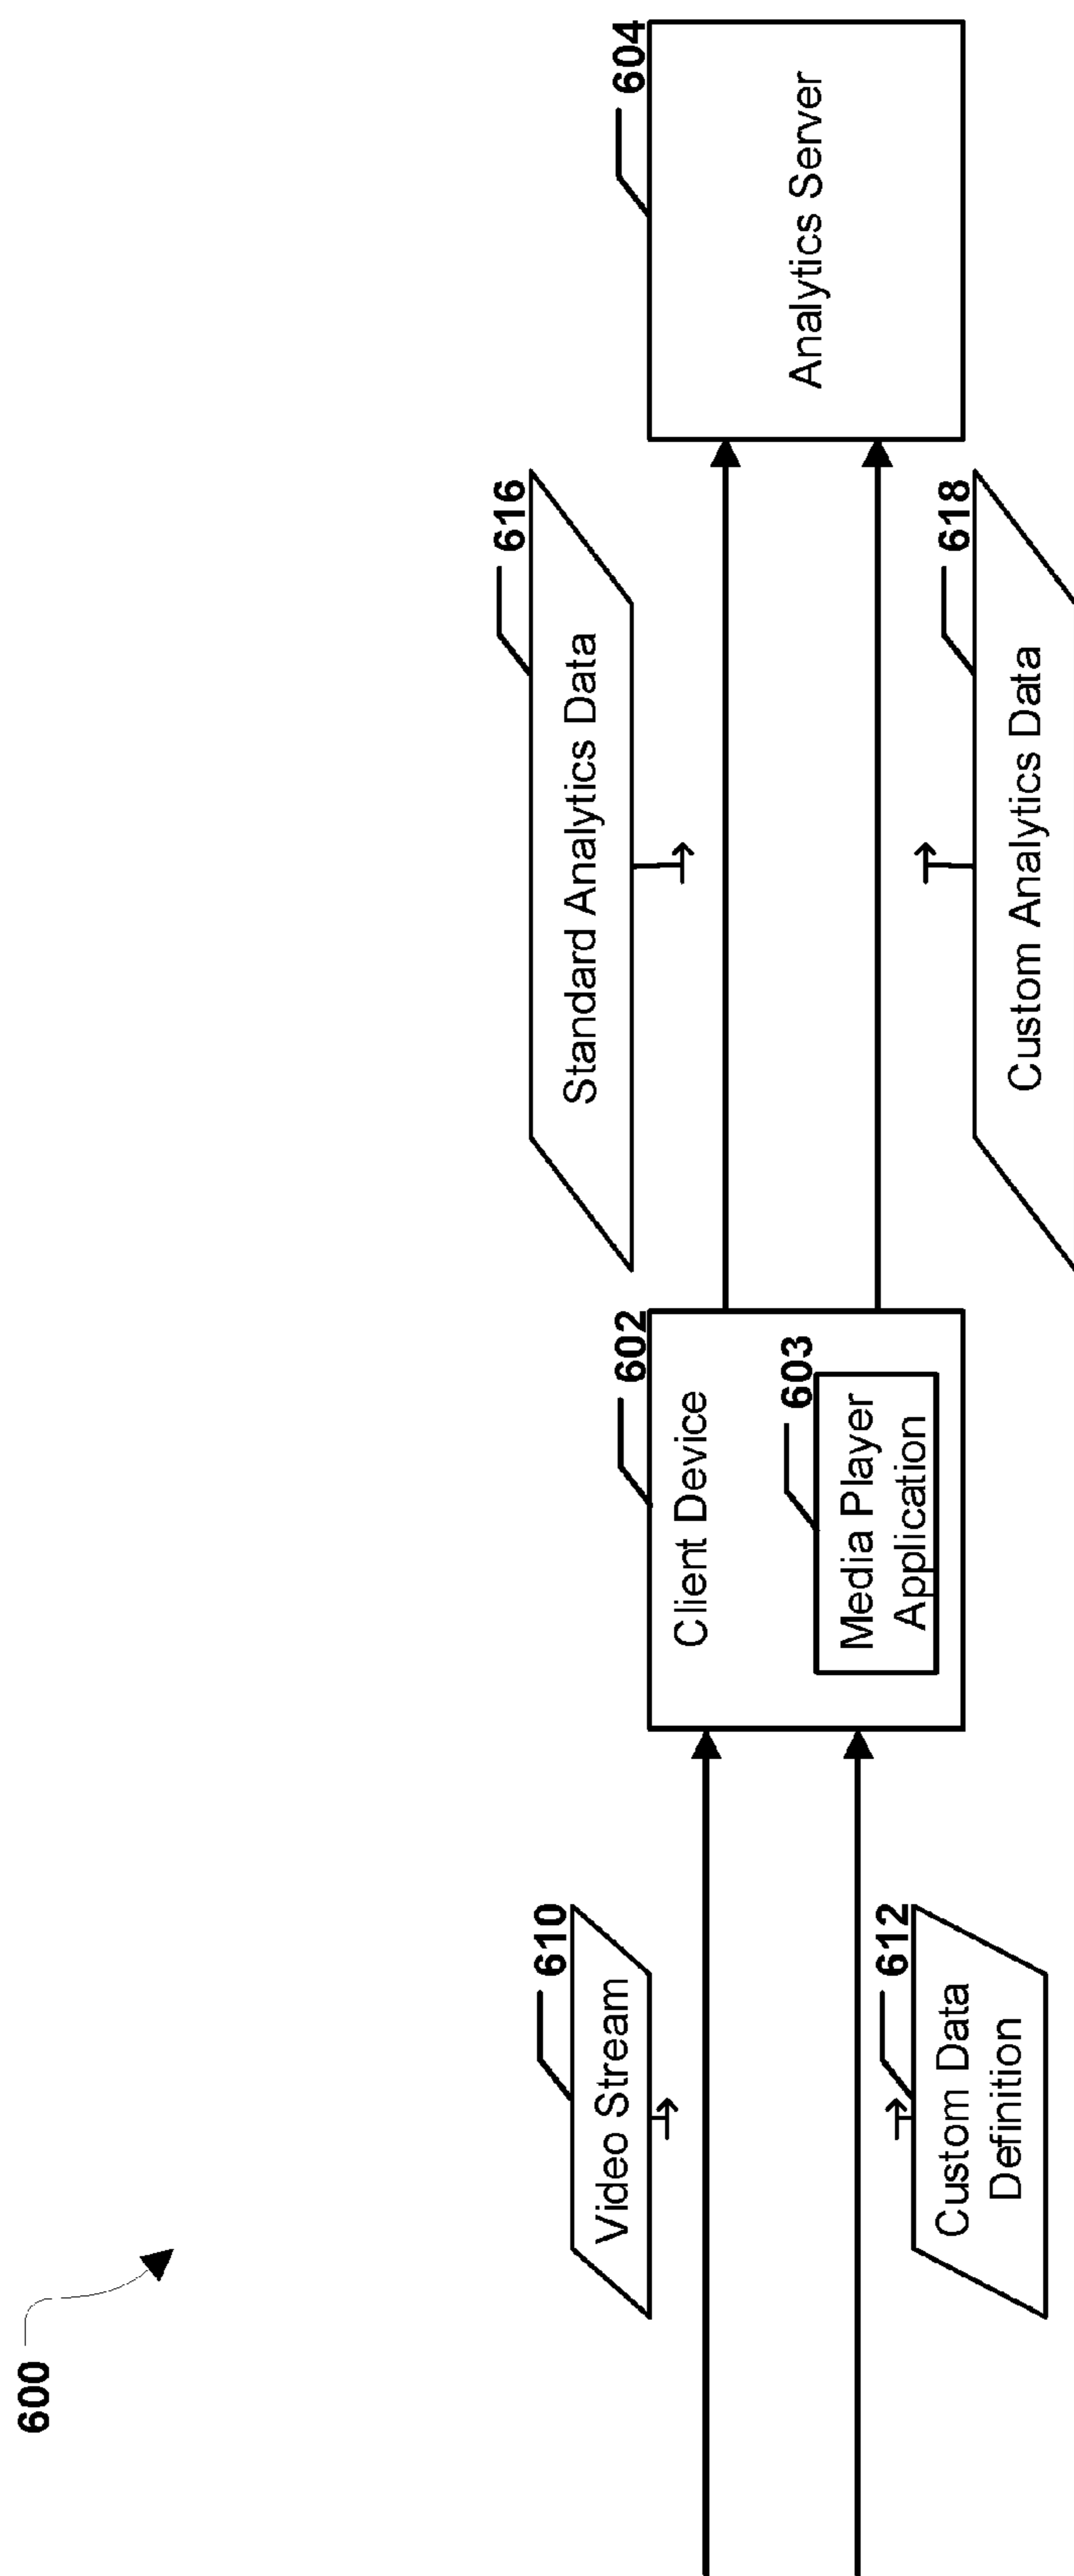 600
610
Video Stream
612
Custom Data
Definition
602
Client Device
603
Media Player
Application
616
Standard Analytics Data
618
Custom Analytics Data
604
Analytics Server